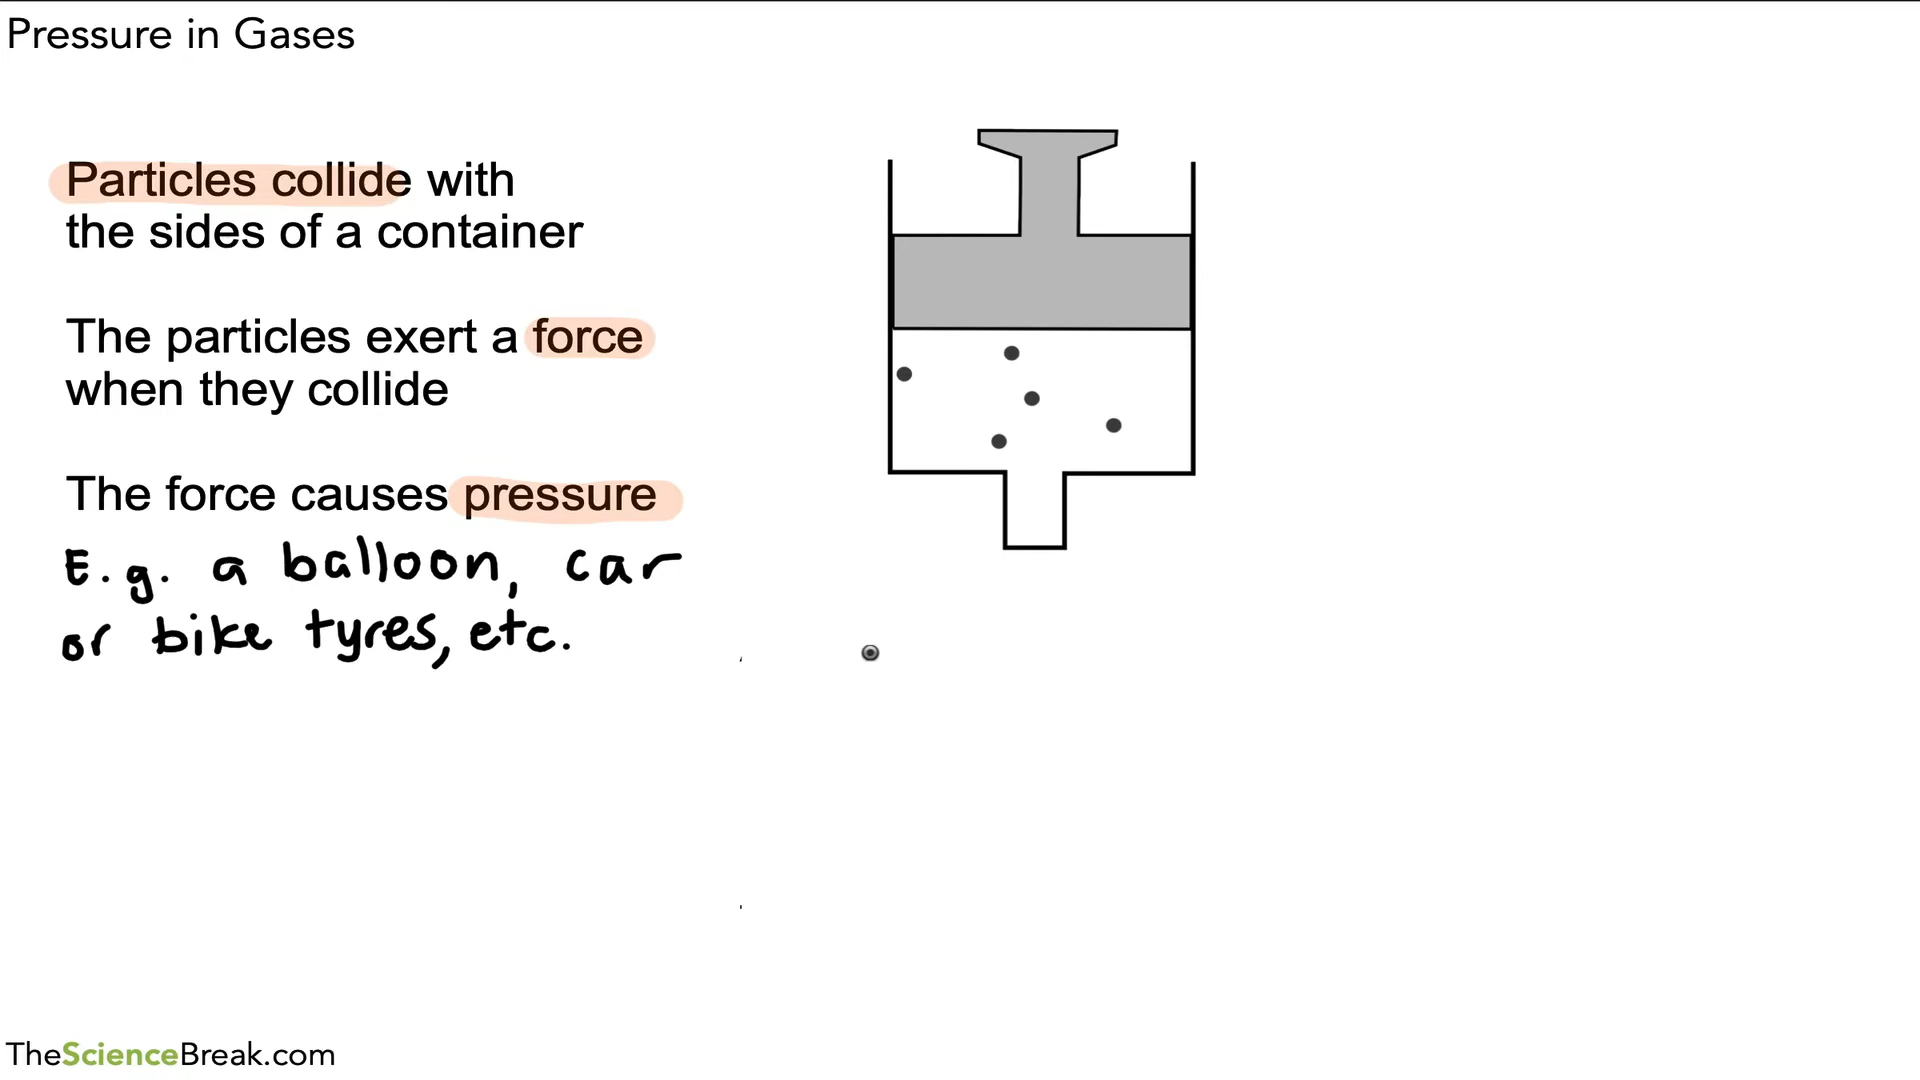 Pressure in Gases
Particles collide with
the sides of a container
The particles exert a force
when they collide
The force causes pressure
E.g. a balloon, car
or bike tyres, etc.
TheScienceBreak.com